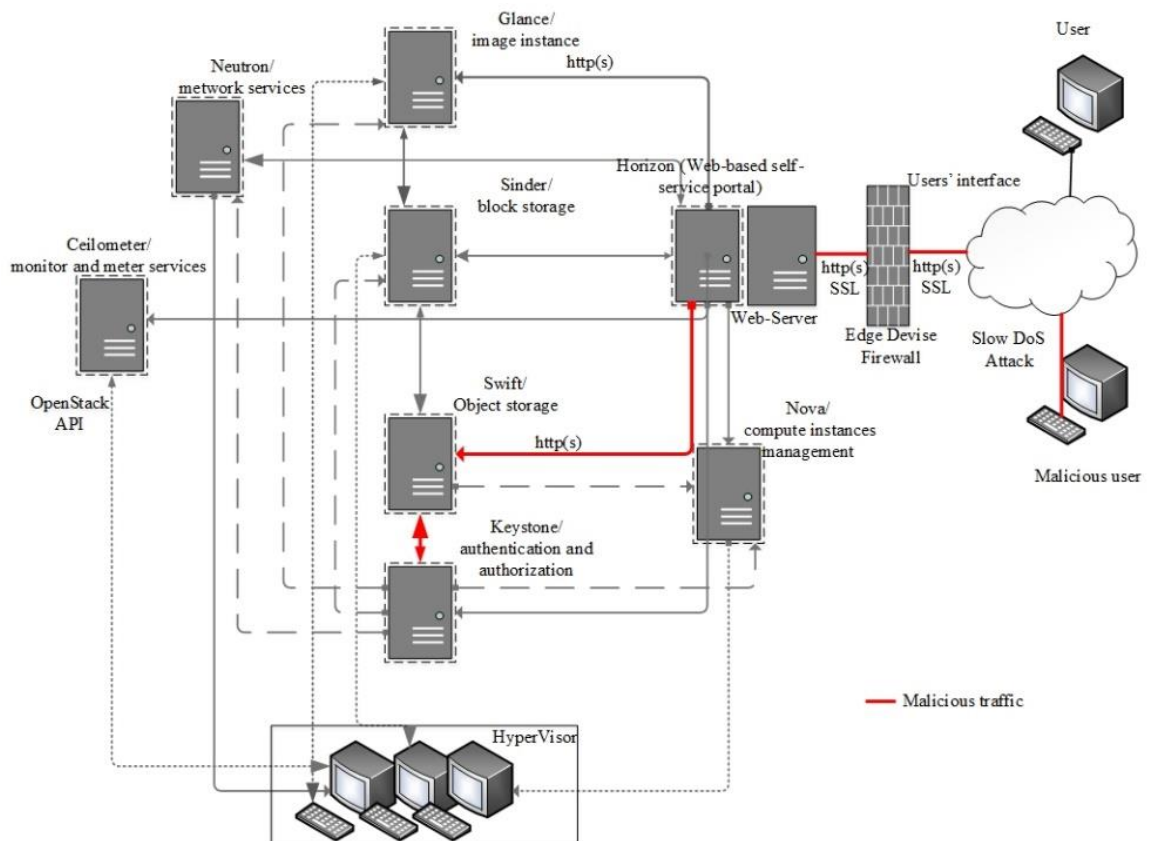 Glance/
image instance
http(s)
User
Neutron/
metwork services
Horizon (Web-based self-
service portal)
Users' interface
Sinder/
block storage
Ceilometer/
monitor and meter services
http(s)
SSL
http(s)
SSL
Web-Server
Edge Devise
Firewall
Slow DoS
Attack
OpenStack
API
Swift/
Object storage
http(s)
Nova/
compute instances
management
Malicious user
Keystone/
authentication and
authorization
Malicious traffic
HyperVisor